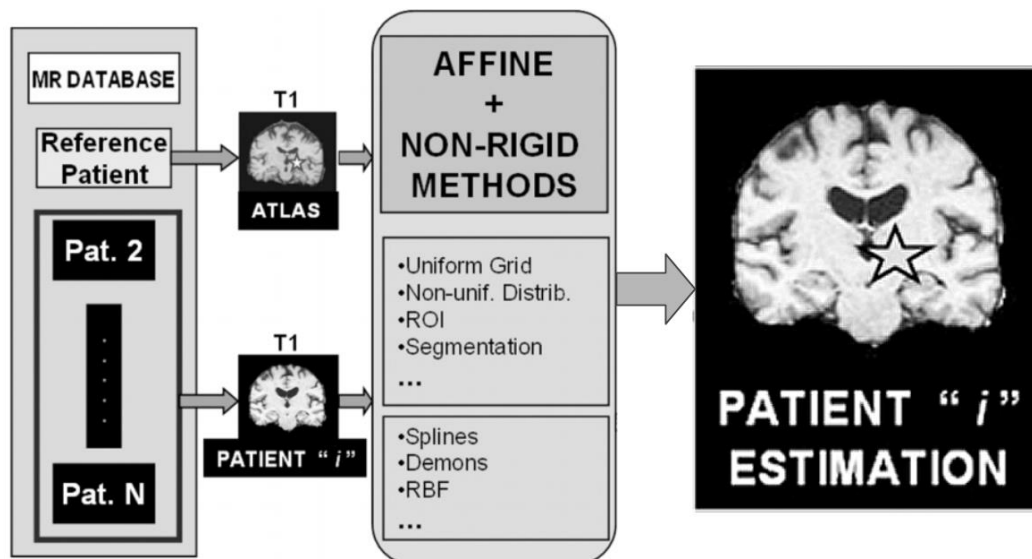 MR DATABASE
Reference
Patient
Pat. 2
Pat. N
T1
ATLAS
T1
PATIENT “i”
AFFINE
+
NON-RIGID
METHODS
•Uniform Grid
•Non-unif. Distrib.
•ROI
•Segmentation
...
•Splines
•Demons
•RBF
...
PATIENT “i”
ESTIMATION